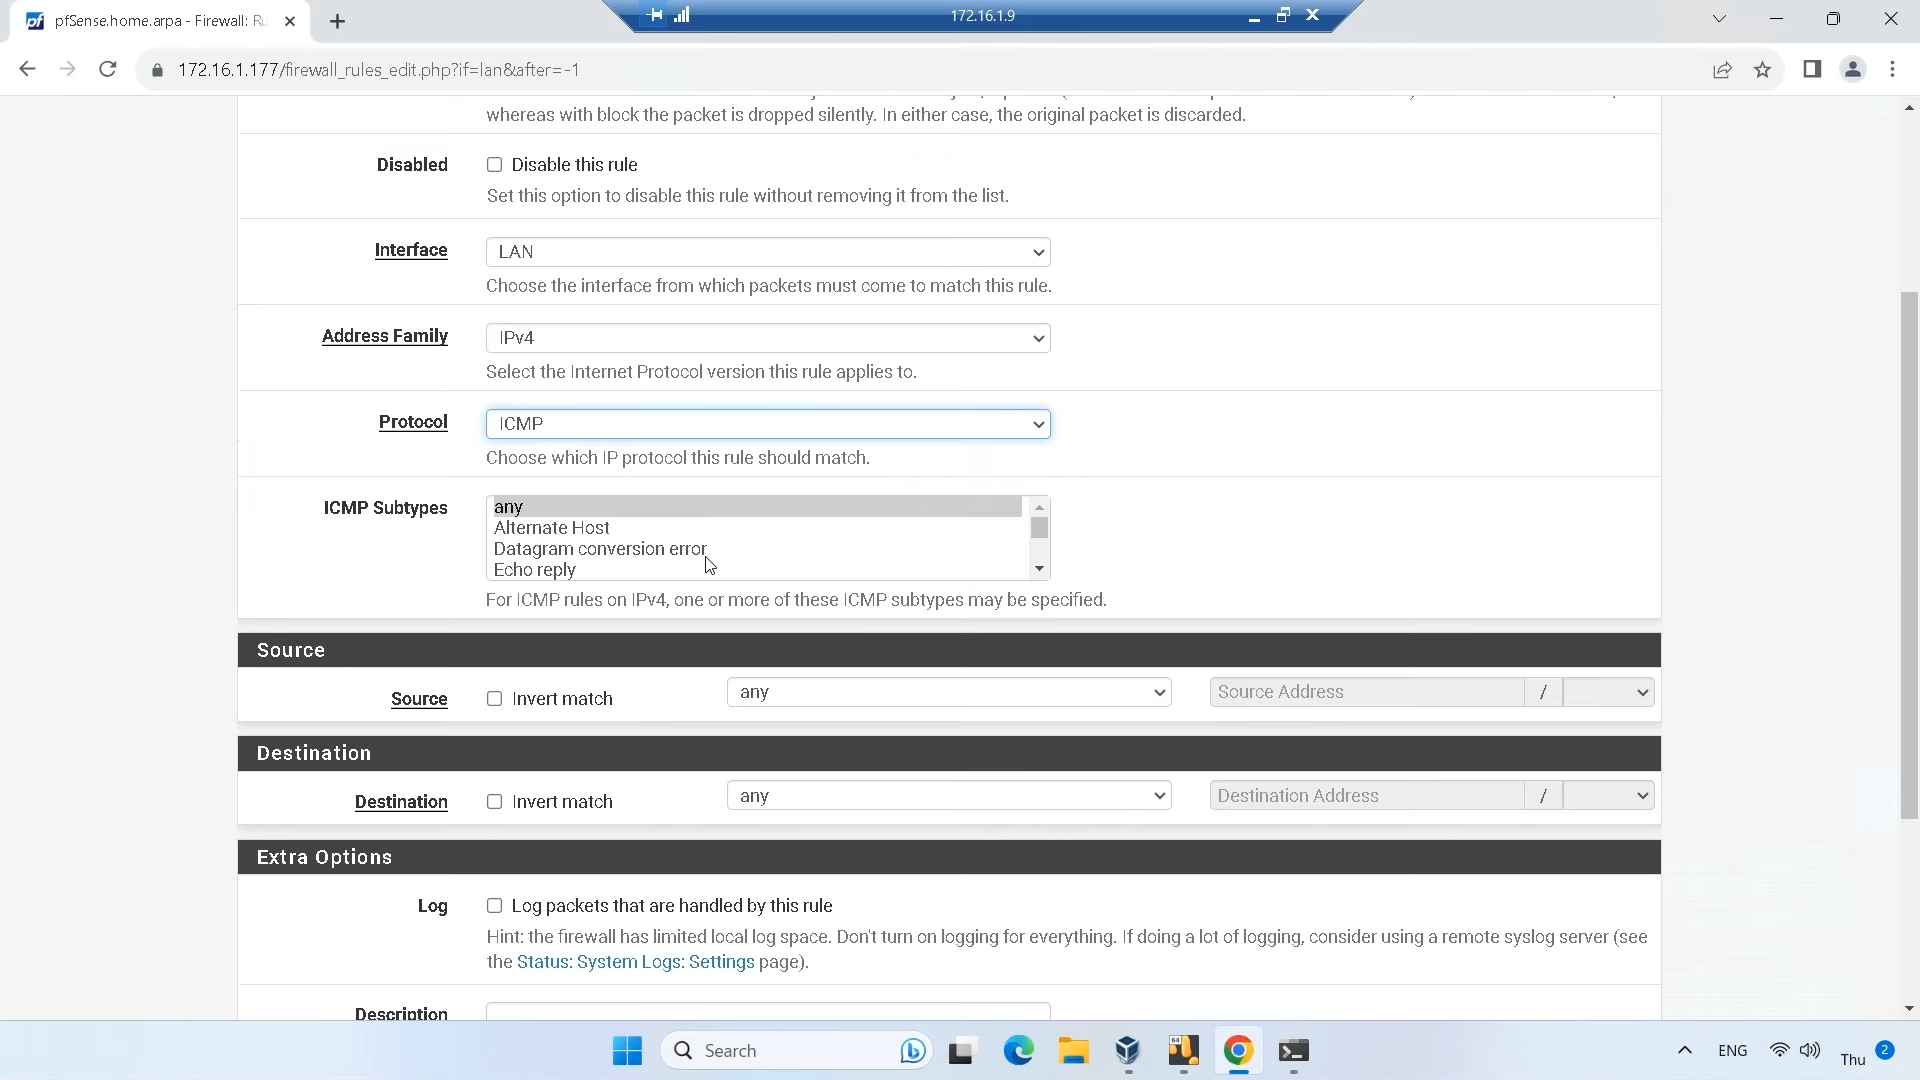 pfSense.home.arpa - Firewall: Ru
172.16.1.9
172.16.1.177/firewall_rules_edit.php?if=lan&after=-1
whereas with block the packet is dropped silently. In either case, the original packet is discarded.
Disabled
Disable this rule
Set this option to disable this rule without removing it from the list.
Interface
LAN
Choose the interface from which packets must come to match this rule.
Address Family
IPv4
Select the Internet Protocol version this rule applies to.
Protocol
ICMP
Choose which IP protocol this rule should match.
ICMP Subtypes
any
Alternate Host
Datagram conversion error
Echo reply
For ICMP rules on IPv4, one or more of these ICMP subtypes may be specified.
Source
Source
Invert match
any
Source Address
/
Destination
Destination
Invert match
any
Destination Address
/
Extra Options
Log
Log packets that are handled by this rule
Hint: the firewall has limited local log space. Don't turn on logging for everything. If doing a lot of logging, consider using a remote syslog server (see
the Status: System Logs: Settings page).
Description
Search
64
ENG
Thu
2